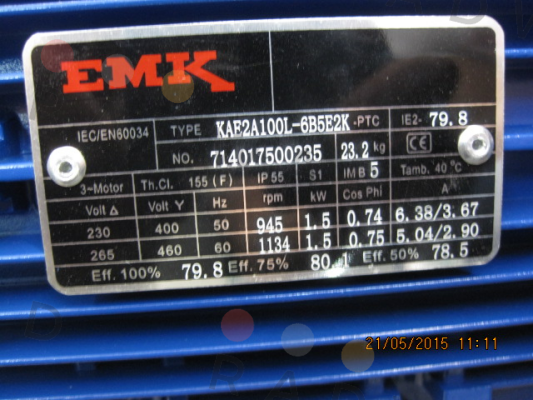 EMK
IEC/EN60034 TYPE KAE2A100L-6B5E2K -PTC IE2- 79.8
NO. 714017500235 23.2 kg CE
3-Motor Th.Cl. 155 (F) IP 55 S1 IM B 5 Tamb. 40 °C
Volt Δ Volt Y Hz rpm kW Cos Phi A
230 400 50 945 1.5 0.74 6.38/3.67
265 460 60 1134 1.5 0.75 5.04/2.90
Eff. 100% 79.8 Eff. 75% 80.1 Eff. 50% 78.5
21/05/2015 11:11